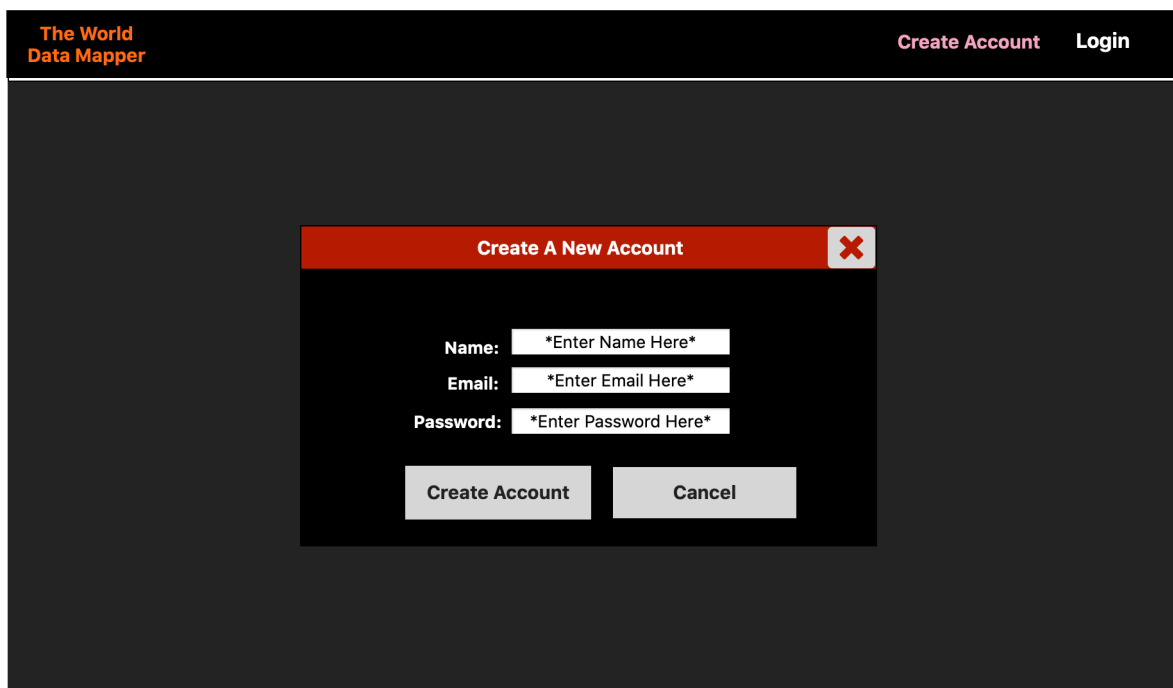 The World
Data Mapper
Create Account
Login
Create A New Account
Name:
*Enter Name Here*
Email:
*Enter Email Here*
Password:
*Enter Password Here*
Create Account
Cancel